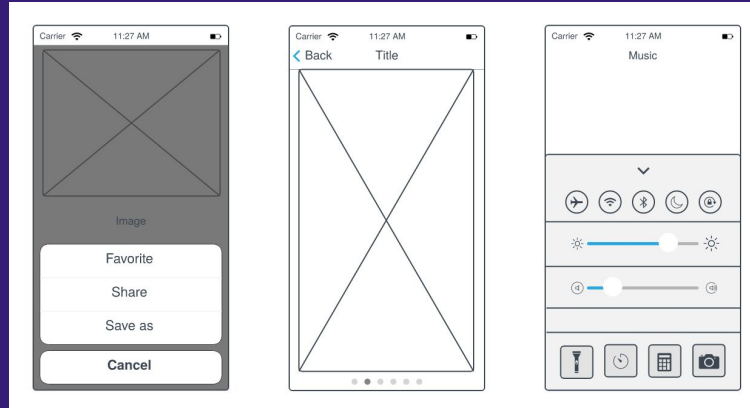 Carrier 11:27 AM
Image
Favorite
Share
Save as
Cancel
Carrier 11:27 AM
Back Title
Carrier 11:27 AM
Music